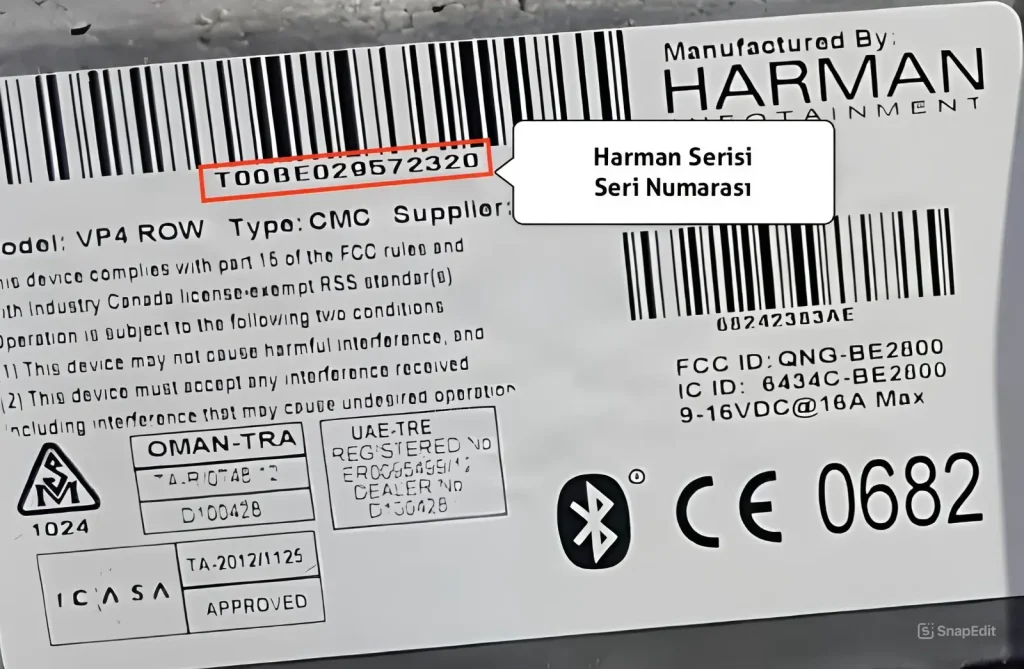 Manufactured By:
HARMAN
T00BE029572320
Harman Serisi
Seri Numarası
odel: VP4 ROW Type: CMC Supplier:
his device complies with part 15 of the FCC rules and
ith Industry Canada license-exempt RSS standard(s)
Operation is subject to the following two conditions
1) This device may not cause harmful interference, and
(2) This device must accept any interference received
including interference that may cause undesired operation
08242383AE
FCC ID: QNG-BE2800
IC ID: 6434C-BE2800
9-16VDC@16A Max
1024
OMAN-TRA
D100428
UAE-TRE
REGISTERED No
DEALER No
ICASA
TA-2012/1125
APPROVED
CE 0682
SnapEdit